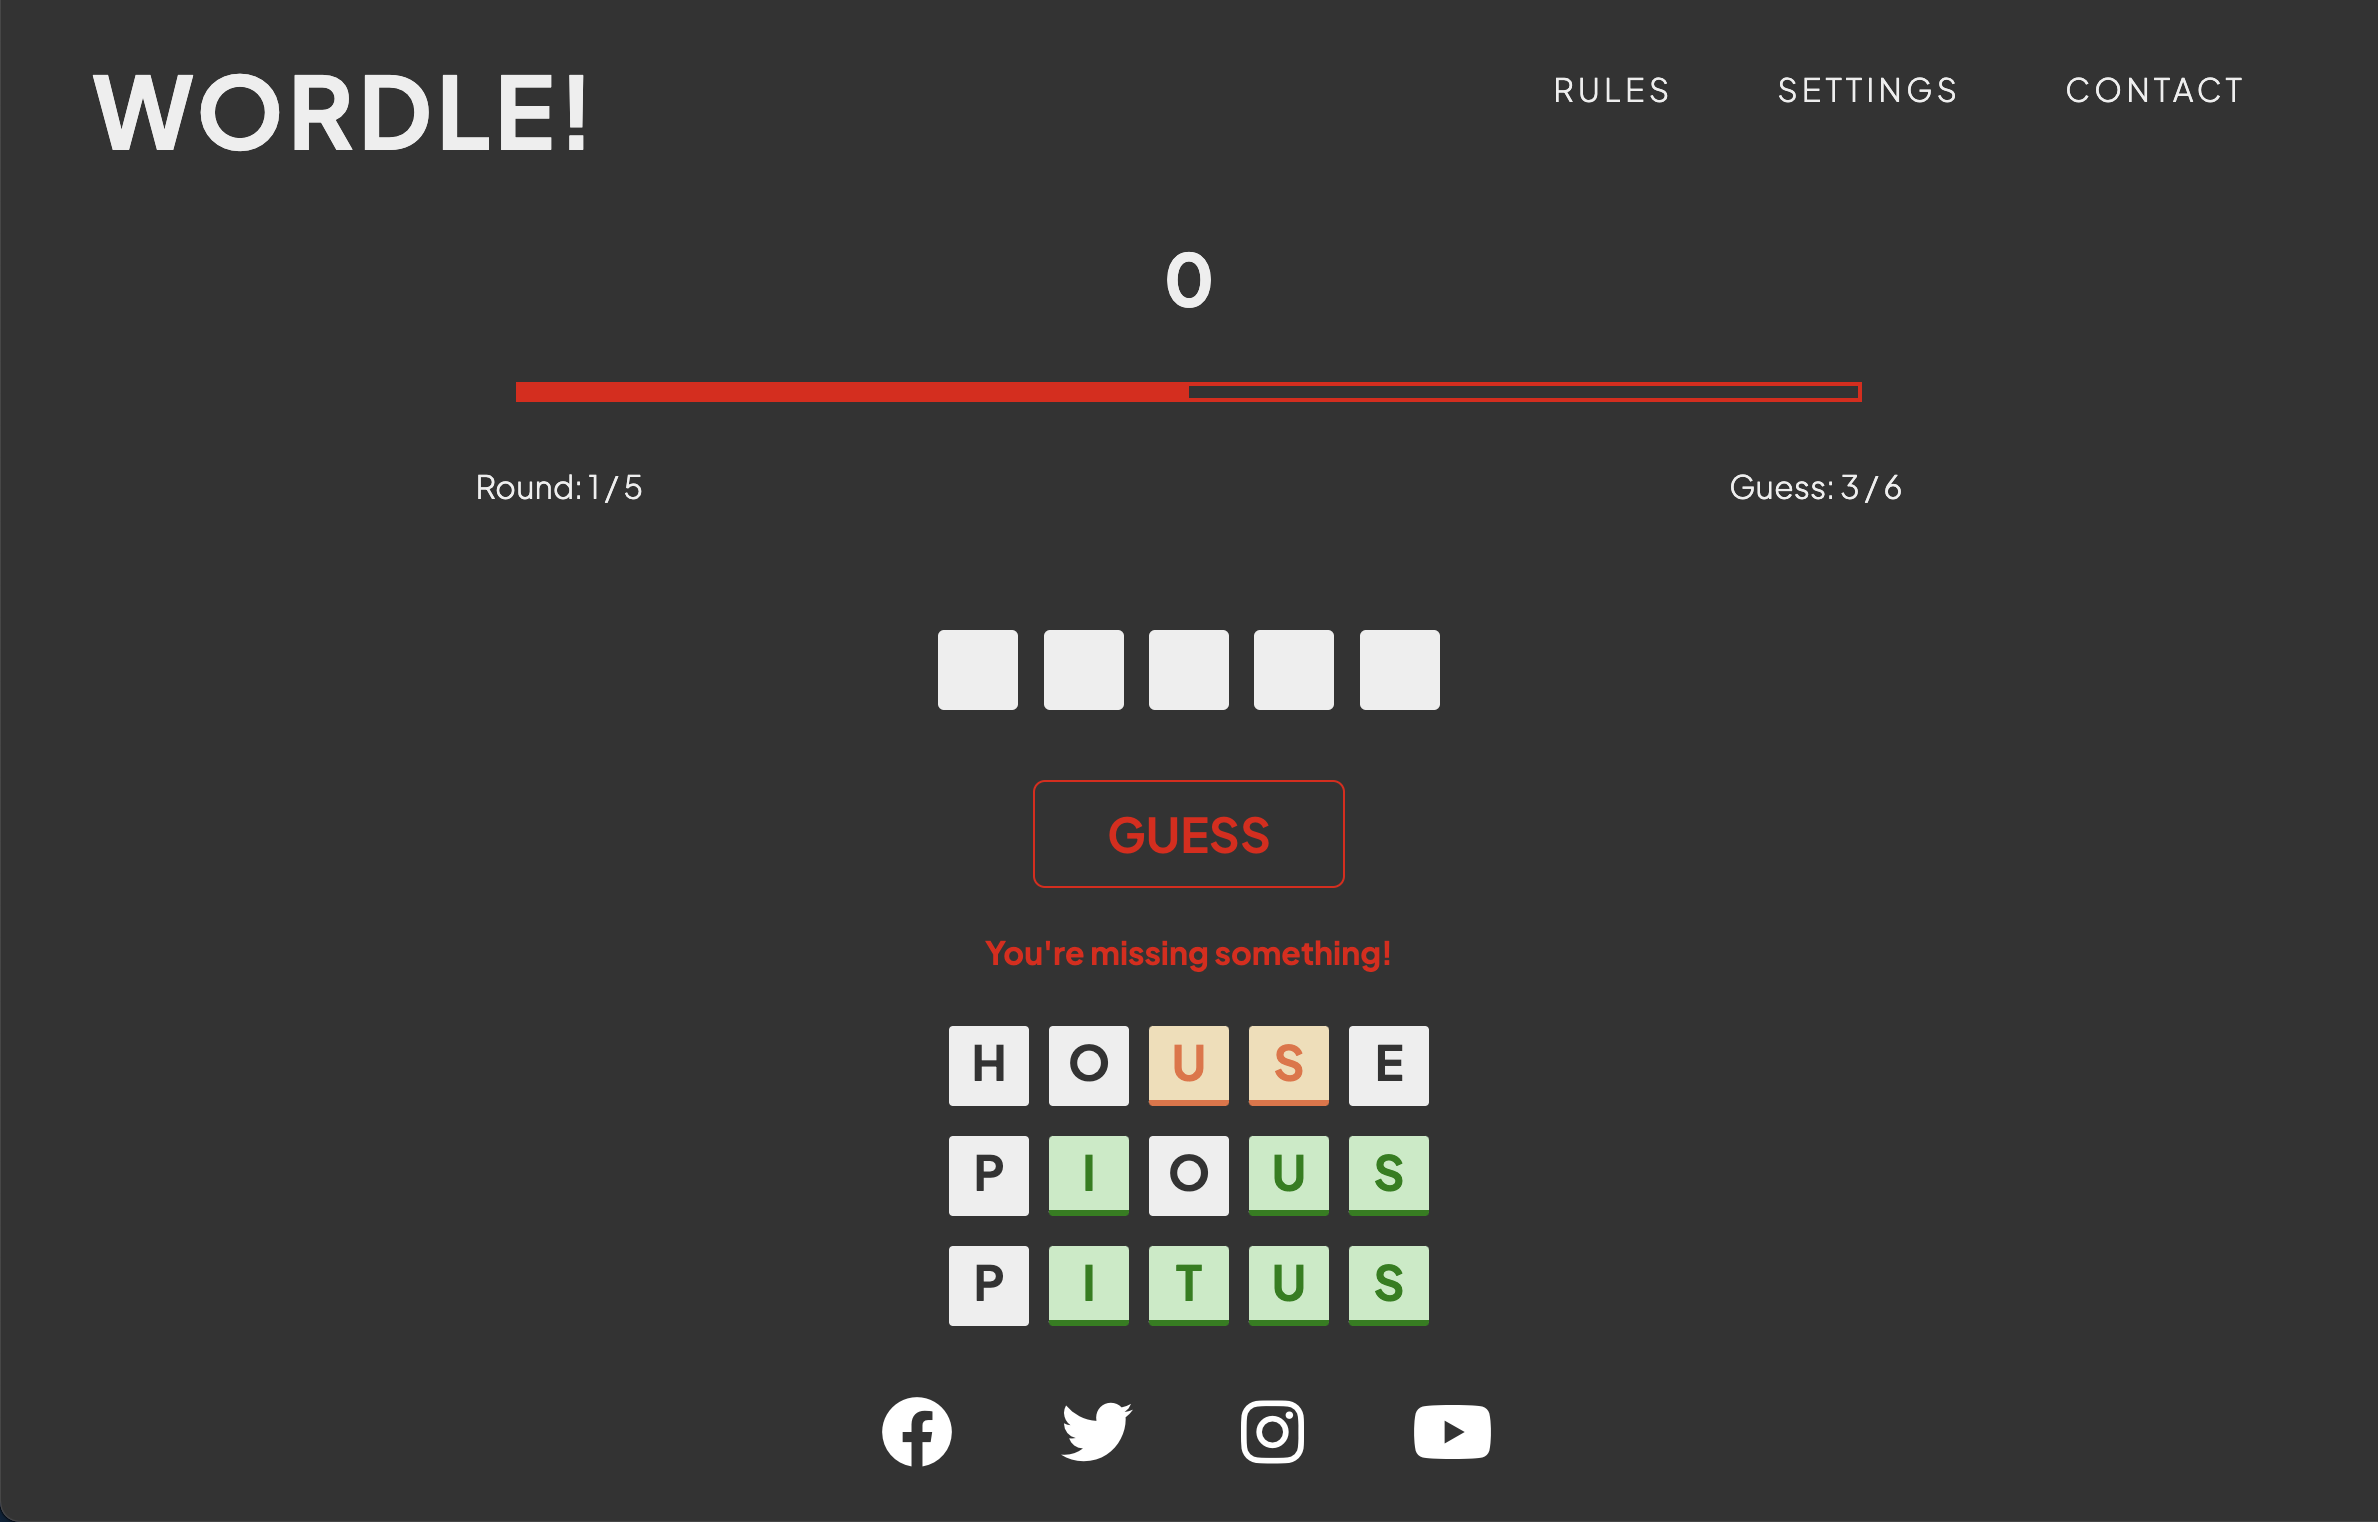 WORDLE!
RULES SETTINGS CONTACT
0
Round: 1/5 Guess: 3/6
GUESS
You're missing something!
H O U S E
P I O U S
P I T U S